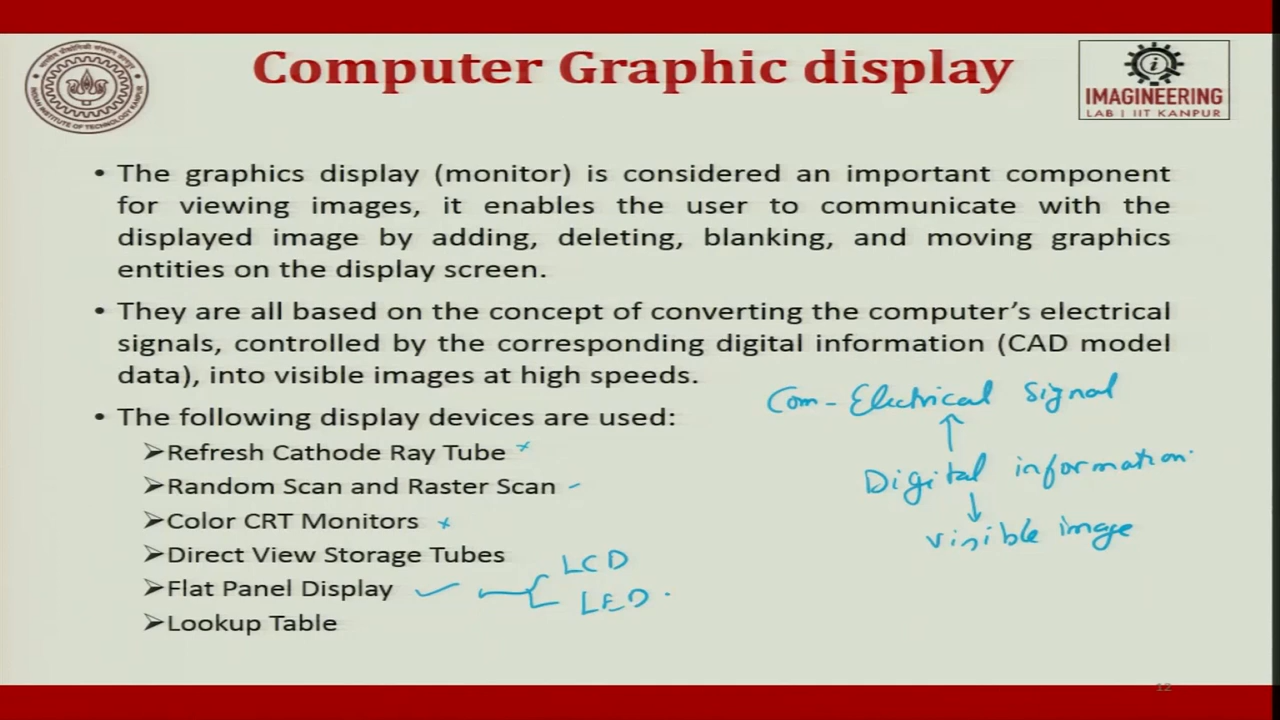 Computer Graphic display
IMAGINEERING
LAB | IIT KANPUR
• The graphics display (monitor) is considered an important component
for viewing images, it enables the user to communicate with the
displayed image by adding, deleting, blanking, and moving graphics
entities on the display screen.
• They are all based on the concept of converting the computer's electrical
signals, controlled by the corresponding digital information (CAD model
data), into visible images at high speeds.
Com - Electrical Signal
• The following display devices are used:
➢Refresh Cathode Ray Tube
Digital information
➢Random Scan and Raster Scan
➢Color CRT Monitors
visible image
➢Direct View Storage Tubes
LCD
➢Flat Panel Display
LED
➢Lookup Table
12